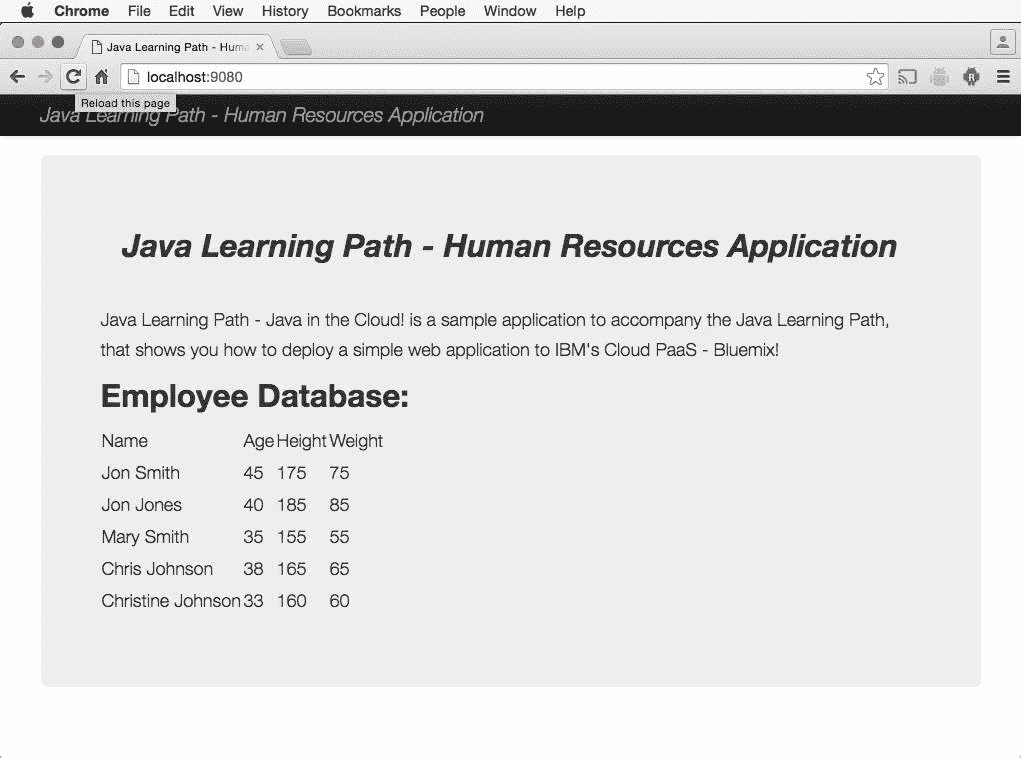 Chrome File Edit View History Bookmarks People Window Help
Java Learning Path - Huma
localhost:9080
Reload this page
Java Learning Path - Human Resources Application
Java Learning Path - Human Resources Application
Java Learning Path - Java in the Cloud! is a sample application to accompany the Java Learning Path,
that shows you how to deploy a simple web application to IBM's Cloud PaaS - Bluemix!
Employee Database:
Name Age Height Weight
Jon Smith 45 175 75
Jon Jones 40 185 85
Mary Smith 35 155 55
Chris Johnson 38 165 65
Christine Johnson 33 160 60